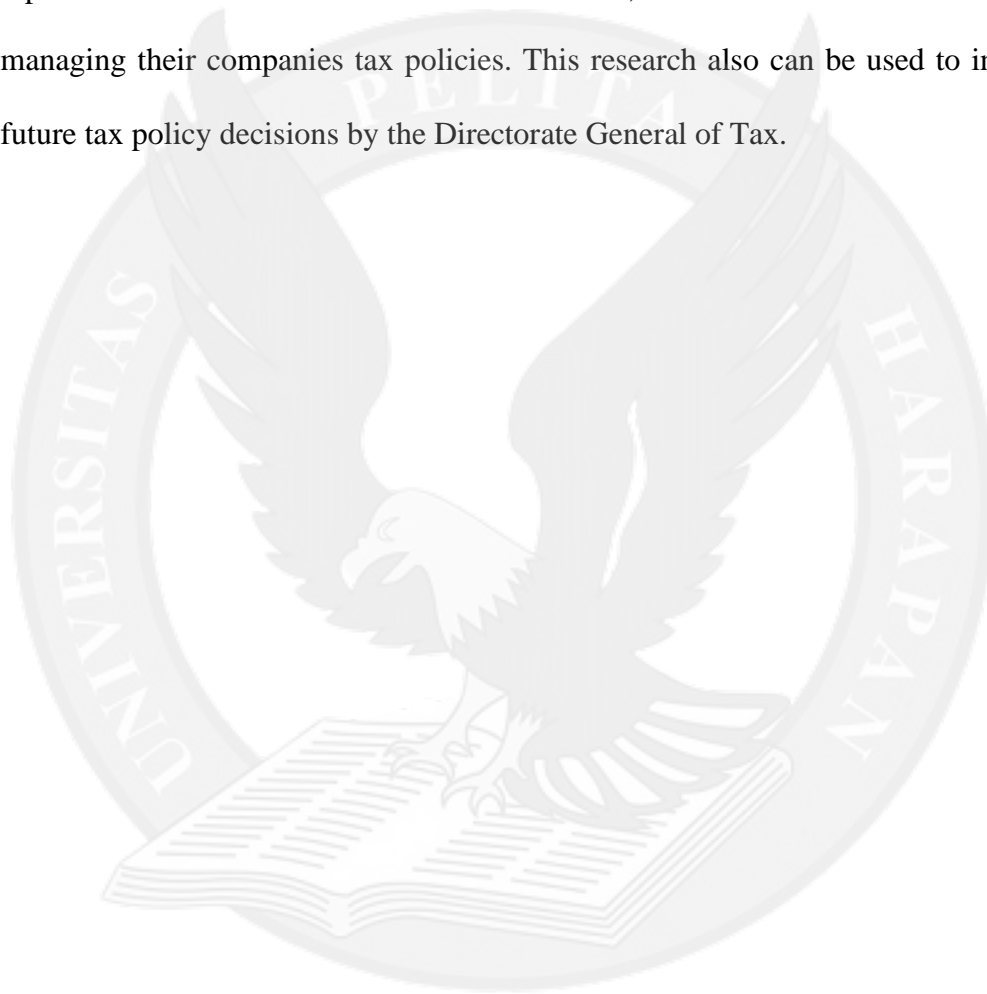 managing their companies tax policies. This research also can be used to
future tax policy decisions by the Directorate General of Tax.
UNIVERSITAS PELITA HARAPAN